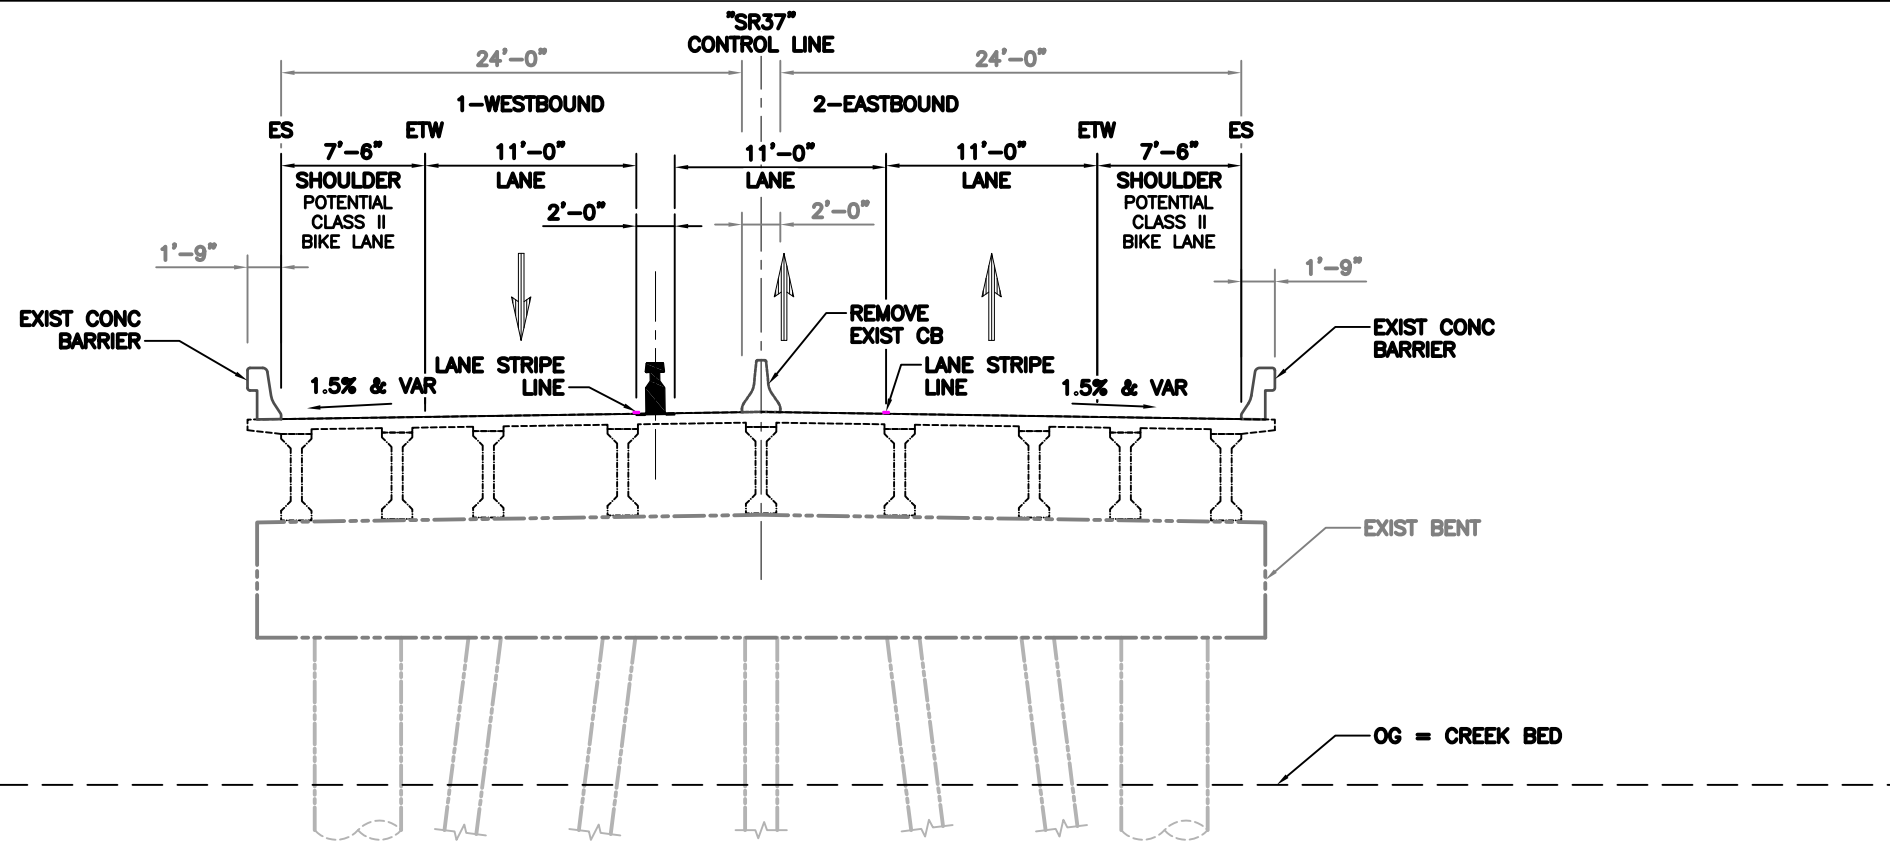 "SR37"
CONTROL LINE
24'-0"
24'-0"
1-WESTBOUND
2-EASTBOUND
ES
ETW
ETW
ES
7'-6"
11'-0"
11'-0"
11'-0"
7'-6"
SHOULDER
LANE
LANE
LANE
SHOULDER
POTENTIAL
CLASS II
BIKE LANE
POTENTIAL
CLASS II
BIKE LANE
2'-0"
2'-0"
1'-9"
1'-9"
EXIST CONC
BARRIER
REMOVE
EXIST CB
EXIST CONC
BARRIER
LANE STRIPE
LINE
LANE STRIPE
LINE
1.5% & VAR
1.5% & VAR
EXIST BENT
OG = CREEK BED